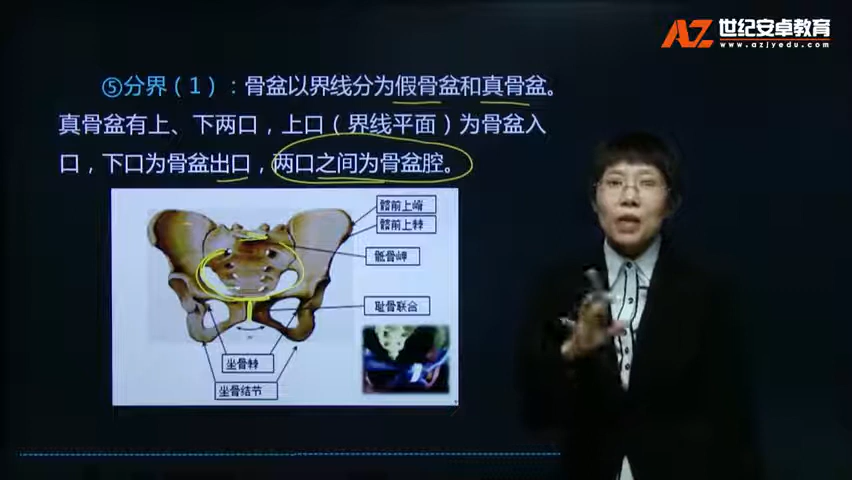 世纪安卓教育
www.azjyedu.com
⑤分界（1）：骨盆以界线分为假骨盆和真骨盆。
真骨盆有上、下两口，上口（界线平面）为骨盆入
口，下口为骨盆出口，两口之间为骨盆腔。
髂前上嵴
髂前上棘
骶骨岬
耻骨联合
坐骨棘
坐骨结节